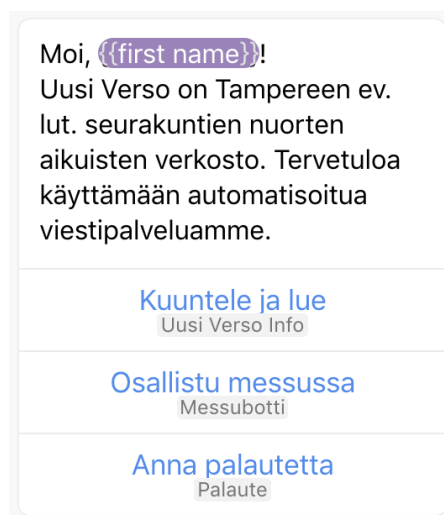 Moi, {{first name}}!
Uusi Verso on Tampereen ev.
lut. seurakuntien nuorten
aikuisten verkosto. Tervetuloa
käyttämään automatisoitua
viestipalveluamme.
Kuuntele ja lue
Uusi Verso Info
Osallistu messussa
Messubotti
Anna palautetta
Palaute